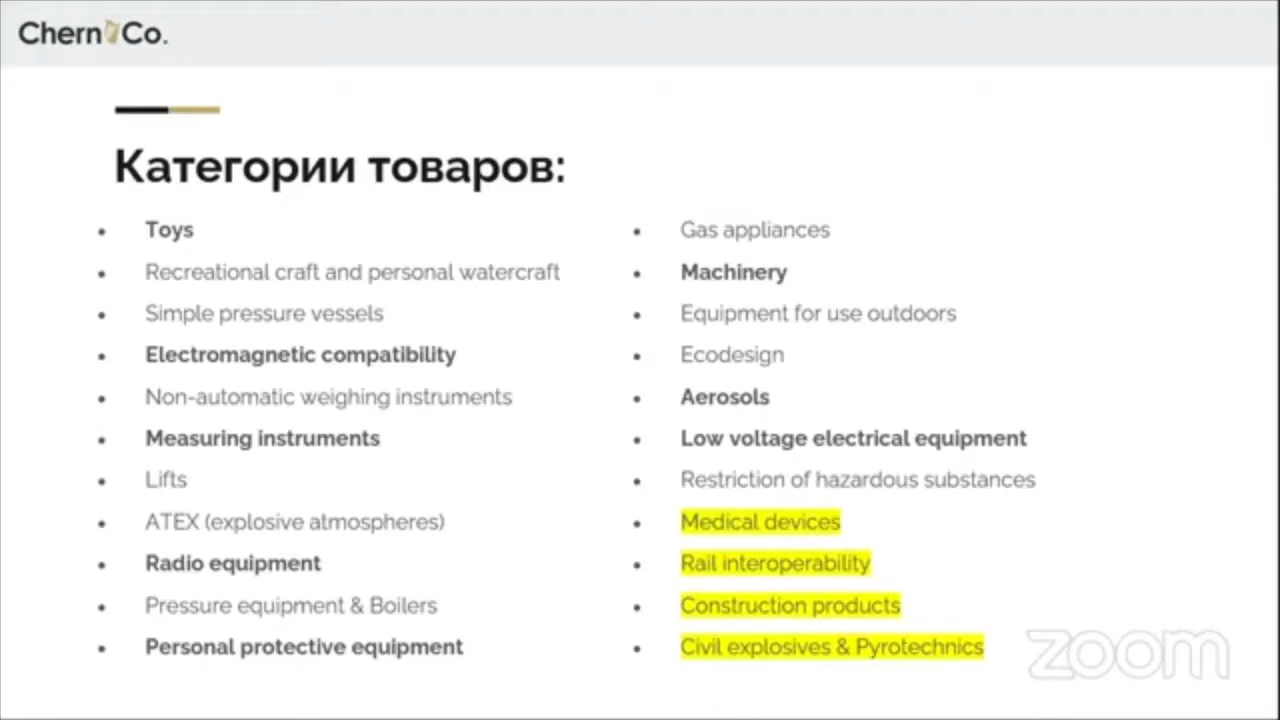 Chern Co.
Категории товаров:
• Toys
• Recreational craft and personal watercraft
• Simple pressure vessels
• Electromagnetic compatibility
• Non-automatic weighing instruments
• Measuring instruments
• Lifts
• ATEX (explosive atmospheres)
• Radio equipment
• Pressure equipment & Boilers
• Personal protective equipment
• Gas appliances
• Machinery
• Equipment for use outdoors
• Ecodesign
• Aerosols
• Low voltage electrical equipment
• Restriction of hazardous substances
• Medical devices
• Rail interoperability
• Construction products
• Civil explosives & Pyrotechnics
zoom